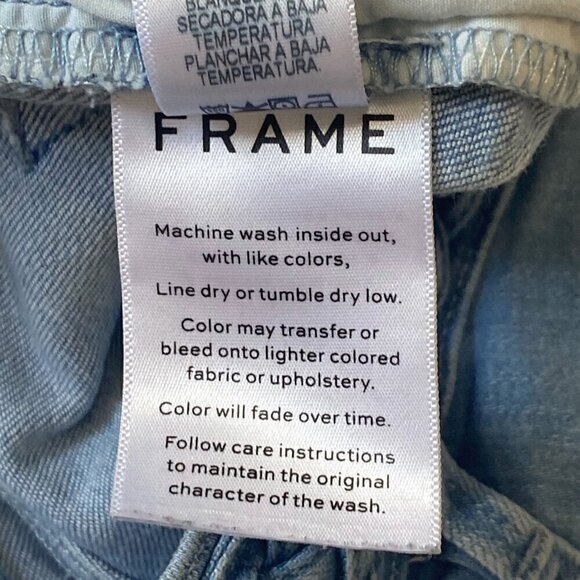 SECADORA A BAJA
TEMPERATURA
PLANCHAR A BAJA
TEMPERATURA.
FRAME
Machine wash inside out,
with like colors,
Line dry or tumble dry low.
Color may transfer or
bleed onto lighter colored
fabric or upholstery.
Color will fade over time.
Follow care instructions
to maintain the original
character of the wash.